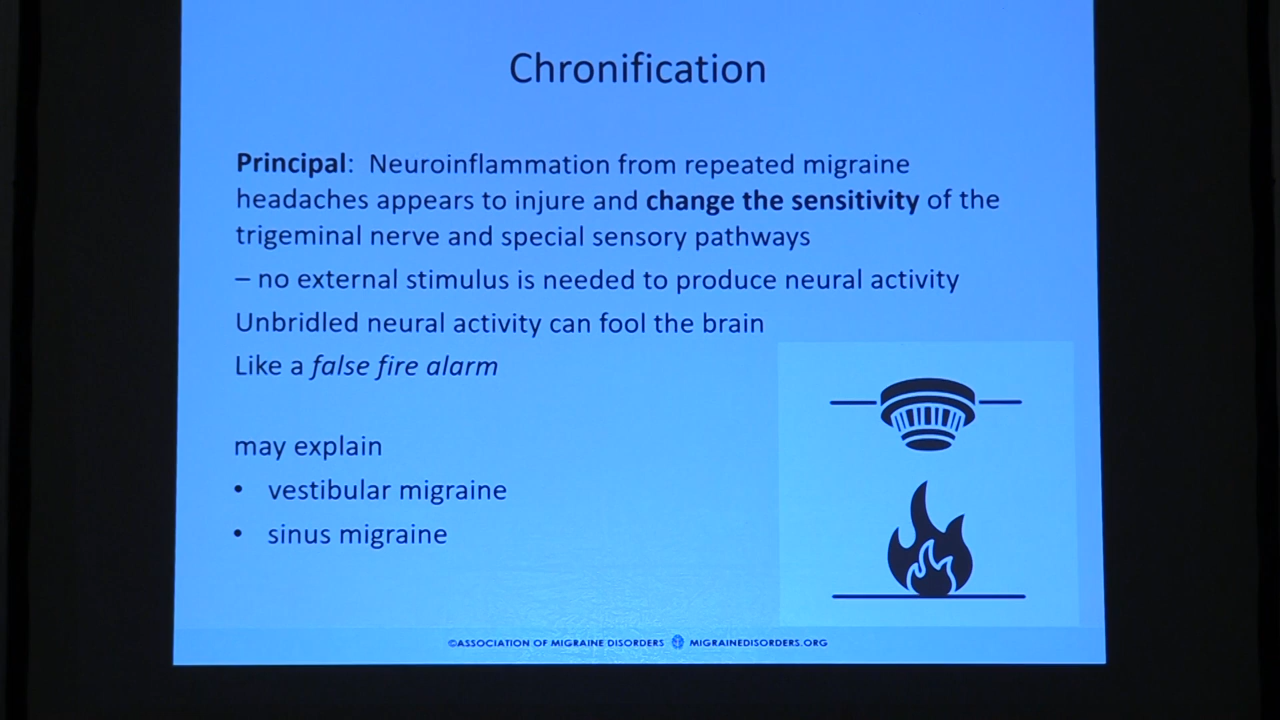 Chronification
Principal: Neuroinflammation from repeated migraine
headaches appears to injure and change the sensitivity of the
trigeminal nerve and special sensory pathways
– no external stimulus is needed to produce neural activity
Unbridled neural activity can fool the brain
Like a false fire alarm
may explain
• vestibular migraine
• sinus migraine
©ASSOCIATION OF MIGRAINE DISORDERS MIGRAINEDISORDERS.ORG